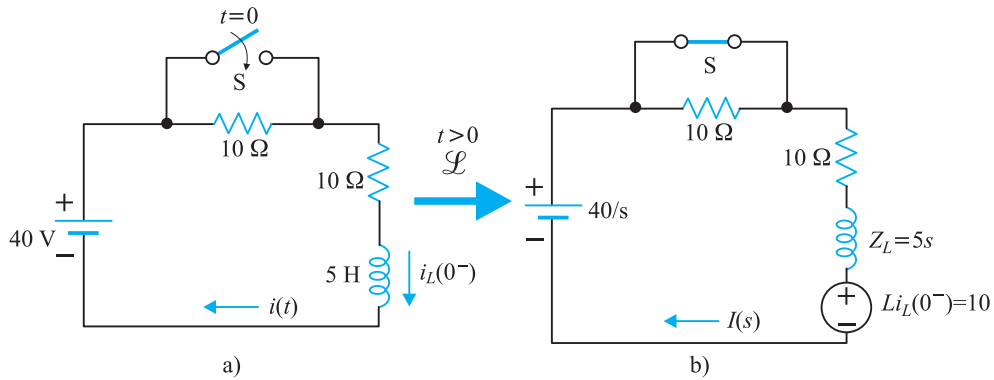 t=0
S
10 Ω
10 Ω
+
40 V
−
5 H
i_L(0⁻)
i(t)
a)
t>0
ℒ
S
10 Ω
10 Ω
+
40/s
−
Z_L=5s
+
−
Li_L(0⁻)=10
I(s)
b)